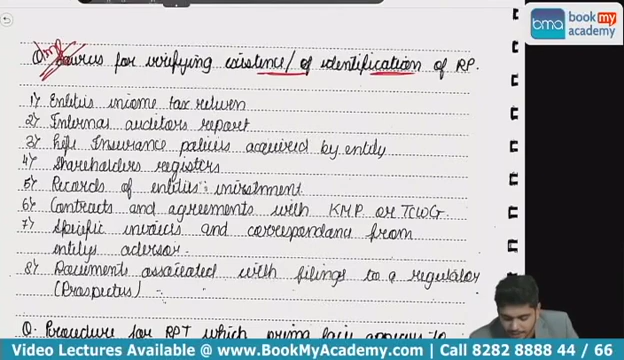 bma book my academy
Imp
Q. Sources for verifying existence/of identification of RP.
1) Entities income tax return
2) Internal auditors report
3) life Insurance policies acquired by entity
4) Shareholders registers
5) Records of entities investment
6) Contracts and agreements with KMP or TCWG.
7) Specific invoices and correspondance from
entitys advisor.
8) Documents associated with filings to a regulator
(Prospectus)
Q. Procedure for RPT which prima facie appears to
Video Lectures Available @ www.BookMyAcademy.com | Call 8282 8888 44 / 66